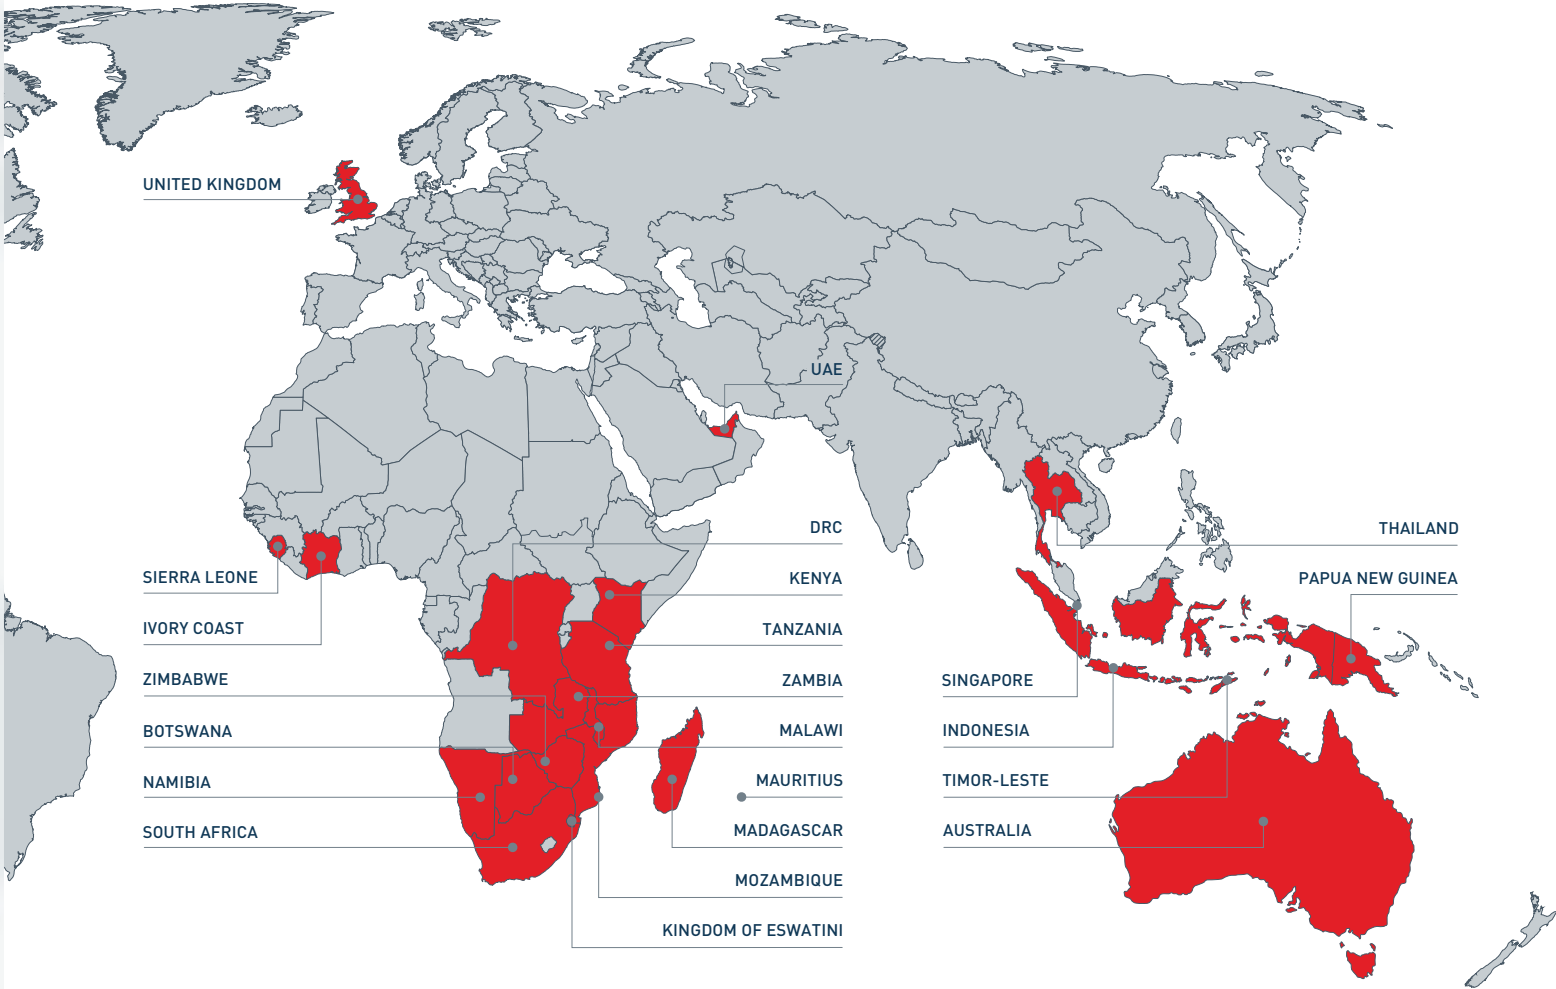 UNITED KINGDOM
UAE
DRC
THAILAND
SIERRA LEONE
KENYA
PAPUA NEW GUINEA
IVORY COAST
TANZANIA
ZIMBABWE
ZAMBIA
SINGAPORE
BOTSWANA
MALAWI
INDONESIA
NAMIBIA
MAURITIUS
TIMOR-LESTE
SOUTH AFRICA
MADAGASCAR
AUSTRALIA
MOZAMBIQUE
KINGDOM OF ESWATINI